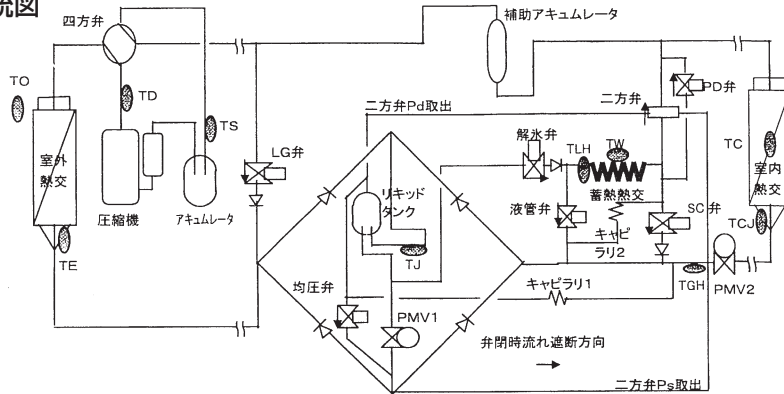 系統図
四方弁
補助アキュムレータ
TO
TD
TS
二方弁Pd取出
二方弁
PD弁
室外
熱交
LG弁
解氷弁
TLH
TW
TC
室内
熱交
圧縮機
アキュムレータ
リキッド
タンク
蓄熱熱交
液管弁
キャピ
ラリ2
SC弁
TCJ
TE
TJ
均圧弁
キャピラリ1
TGH
PMV2
PMV1
弁閉時流れ遮断方向
二方弁Ps取出